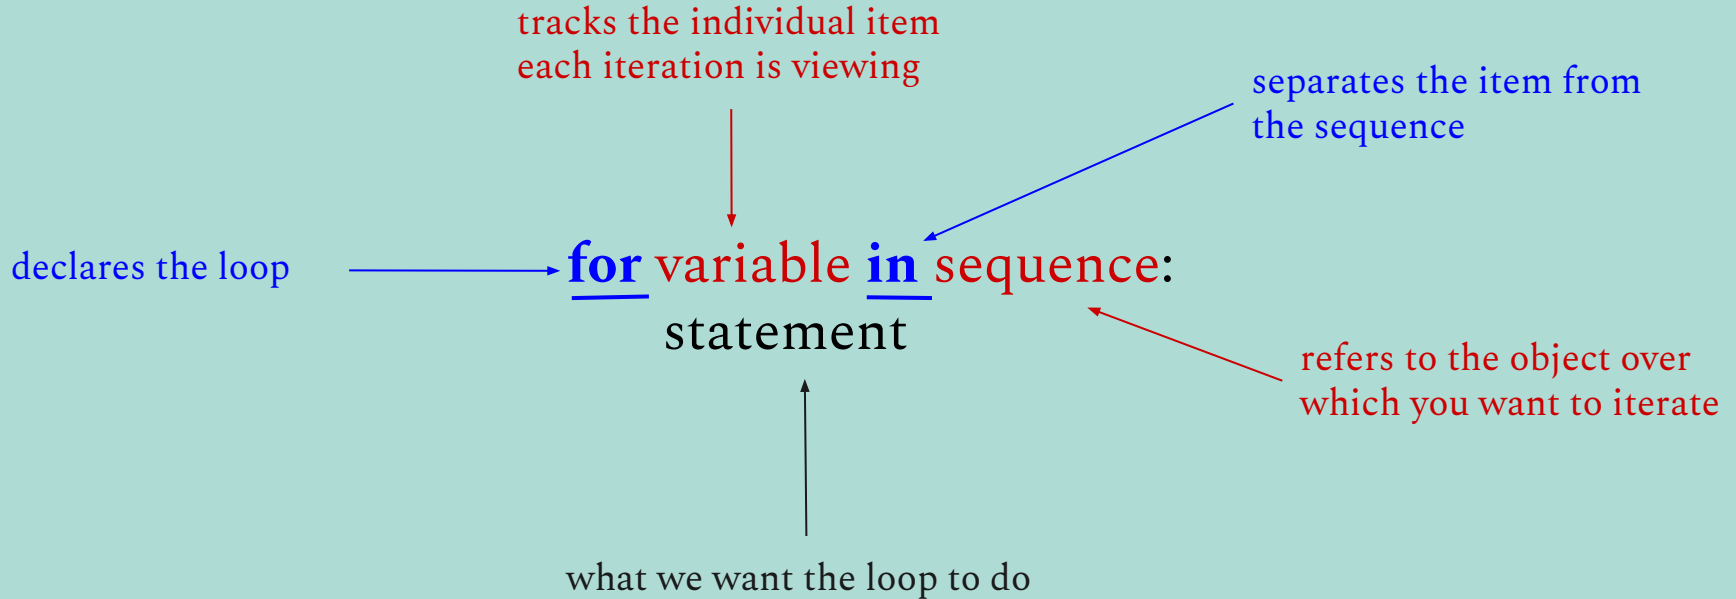 tracks the individual item
each iteration is viewing
separates the item from
the sequence
declares the loop
for variable in sequence:
statement
refers to the object over
which you want to iterate
what we want the loop to do